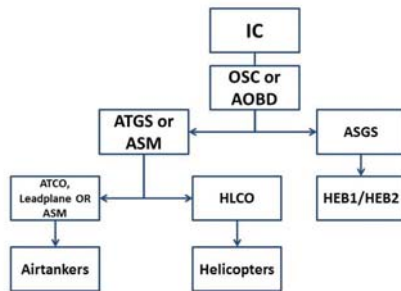 IC
OSC or
AOBD
ATGS or
ASM
ASGS
ATCO,
Leadplane OR
ASM
HLCO
HEB1/HEB2
Airtankers
Helicopters